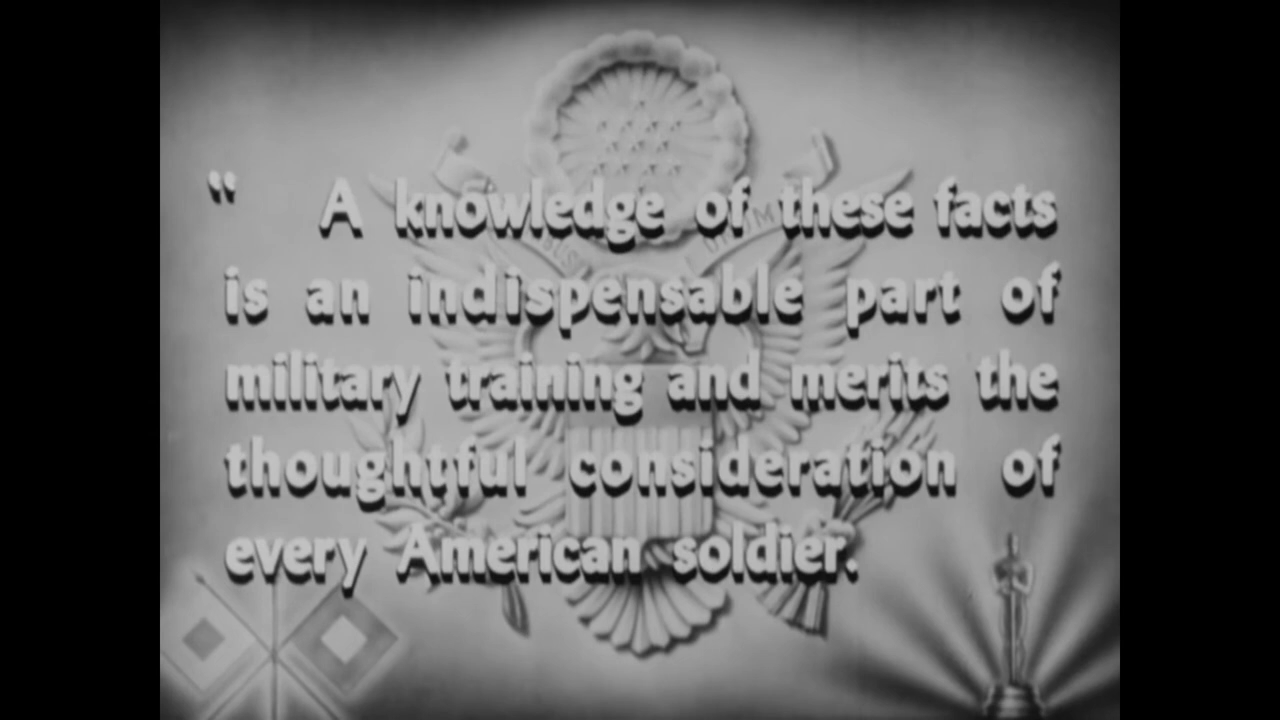 “ A knowledge of these facts
is an indispensable part of
military training and merits the
thoughtful consideration of
every American soldier.